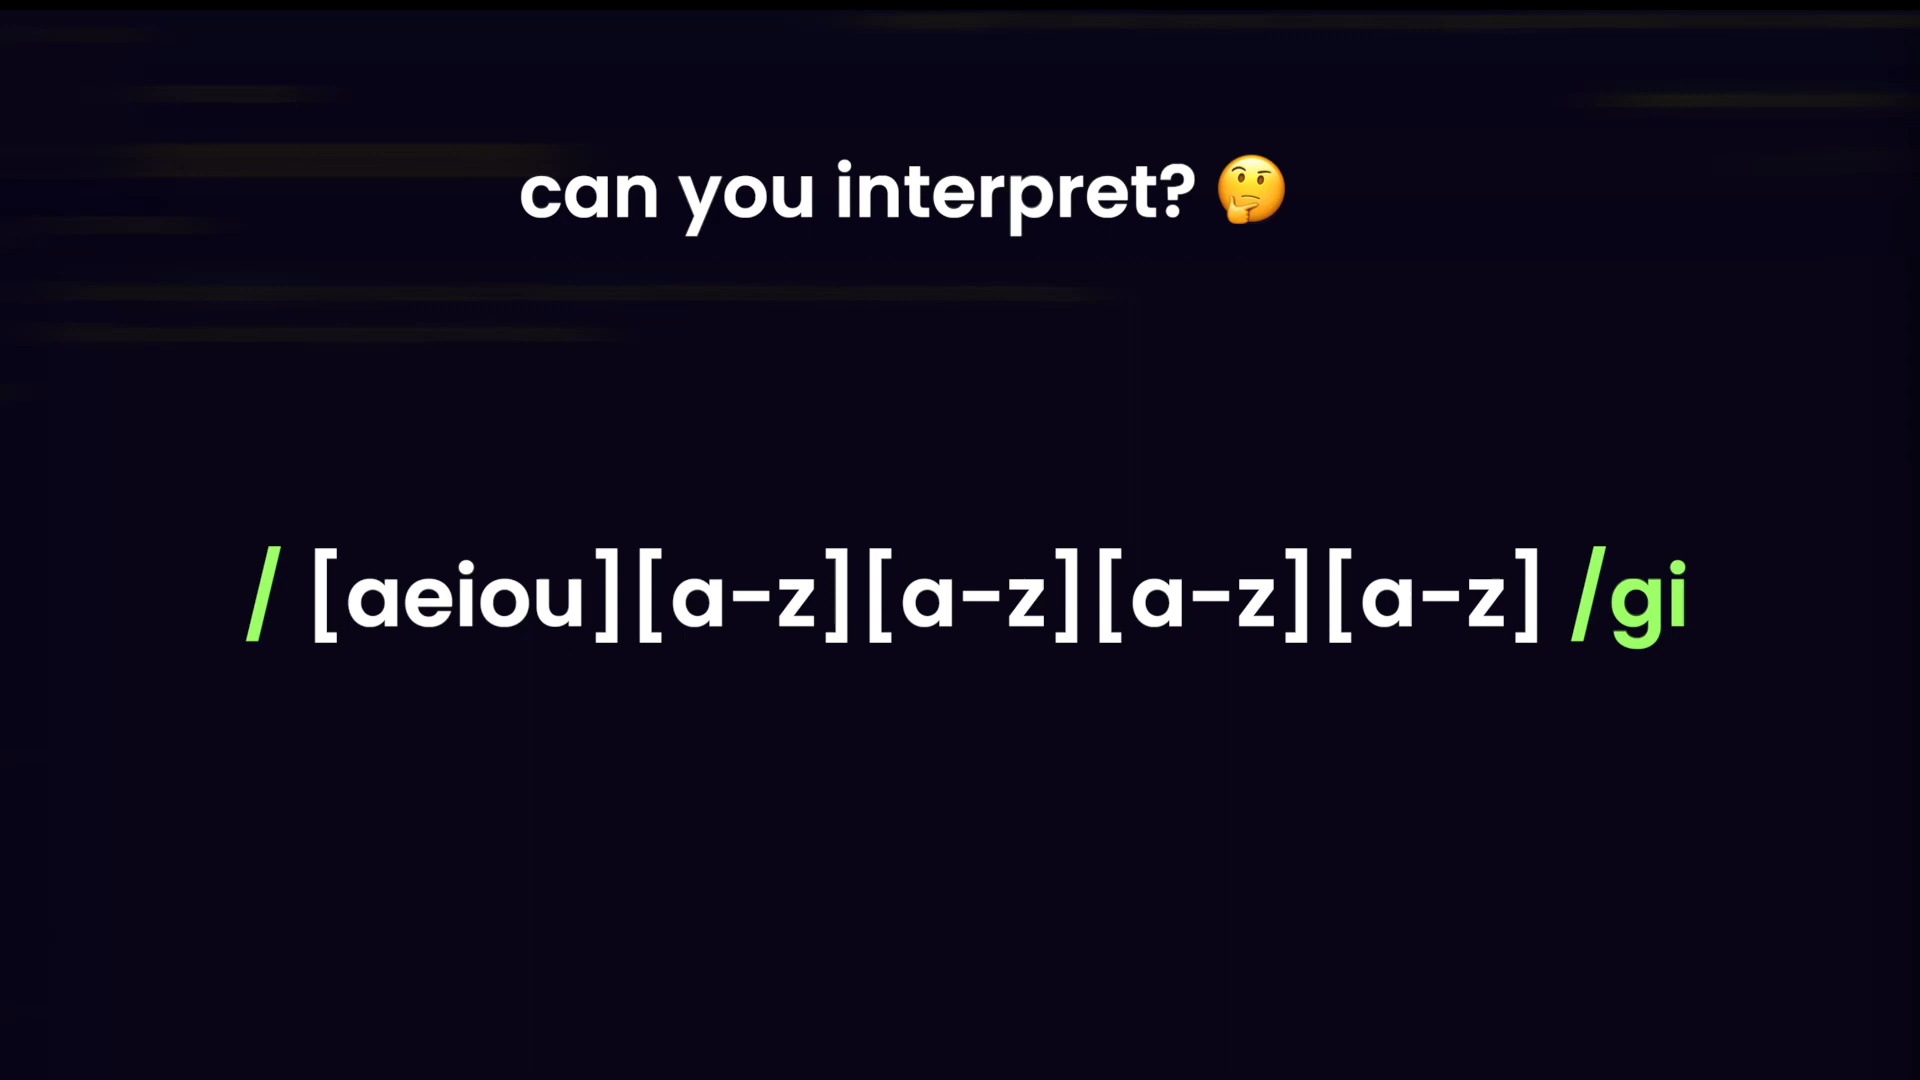 can you interpret? 🤔
/ [aeiou][a-z][a-z][a-z][a-z] /gi